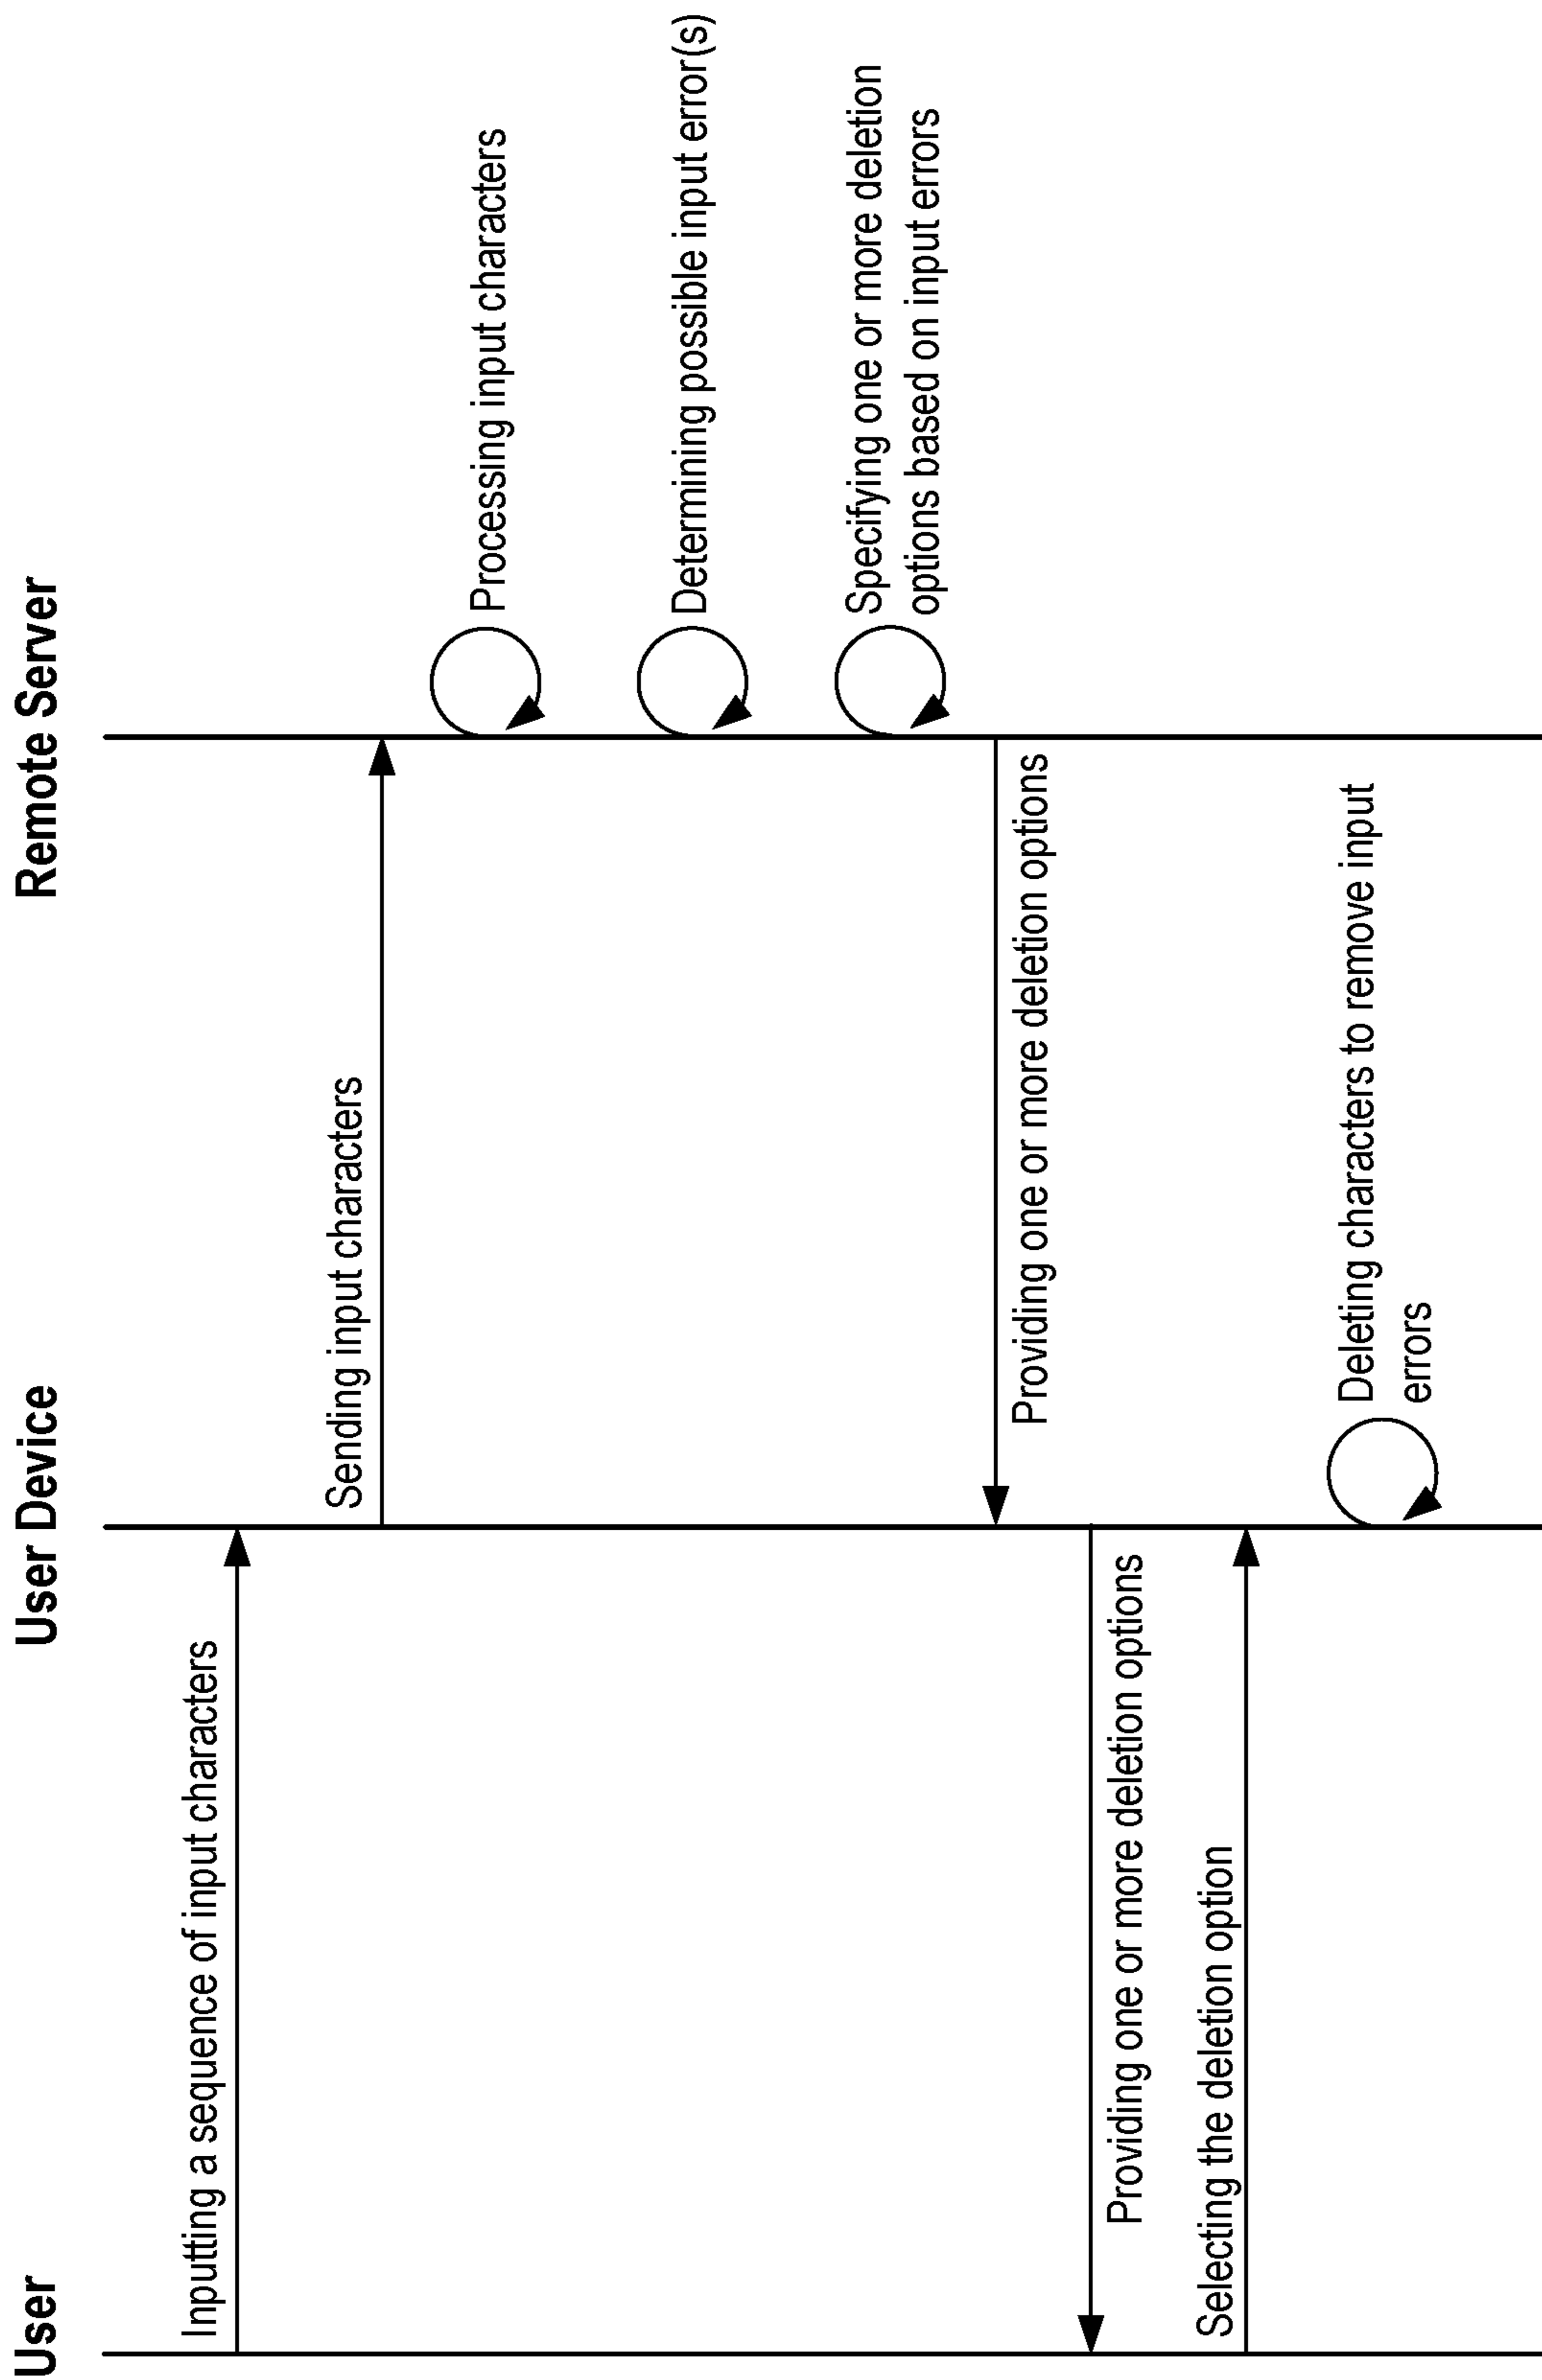 User
User Device
Remote Server
Inputting a sequence of input characters
Sending input characters
Processing input characters
Determining possible input error(s)
Specifying one or more deletion
options based on input errors
Providing one or more deletion options
Providing one or more deletion options
Selecting the deletion option
Deleting characters to remove input
errors